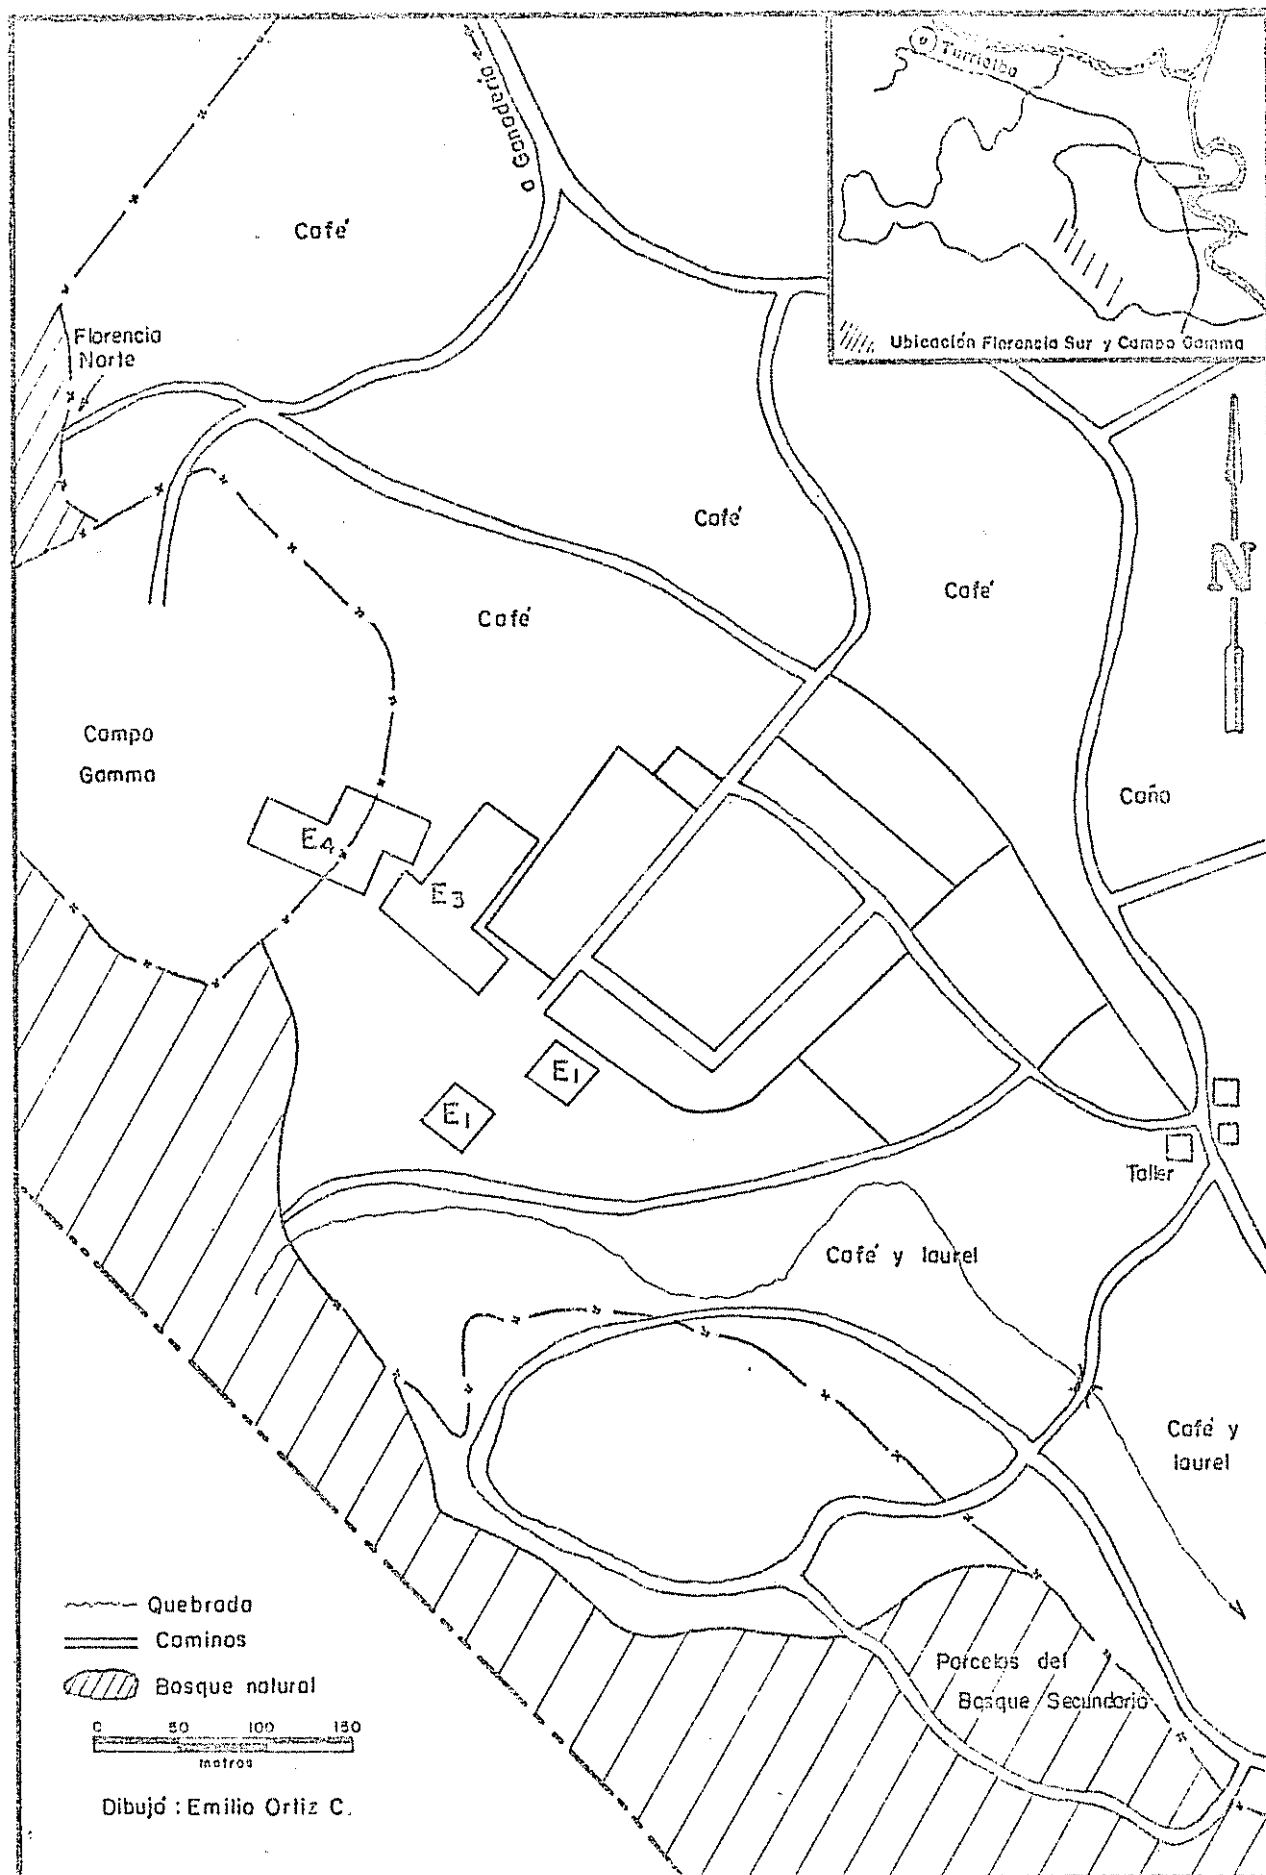 a Ganadería
Turrialba
Ubicación Florencia Sur y Campo Gamma
Café
Florencia
Norte
N
Café
Café
Café
Campo
Gamma
Caña
E4
E3
E1
E1
Taller
Café y laurel
Café y
laurel
Quebrada
Caminos
Bosque natural
Parcelas del
Bosque Secundario
0 50 100 150
metros
Dibujó : Emilio Ortiz C.